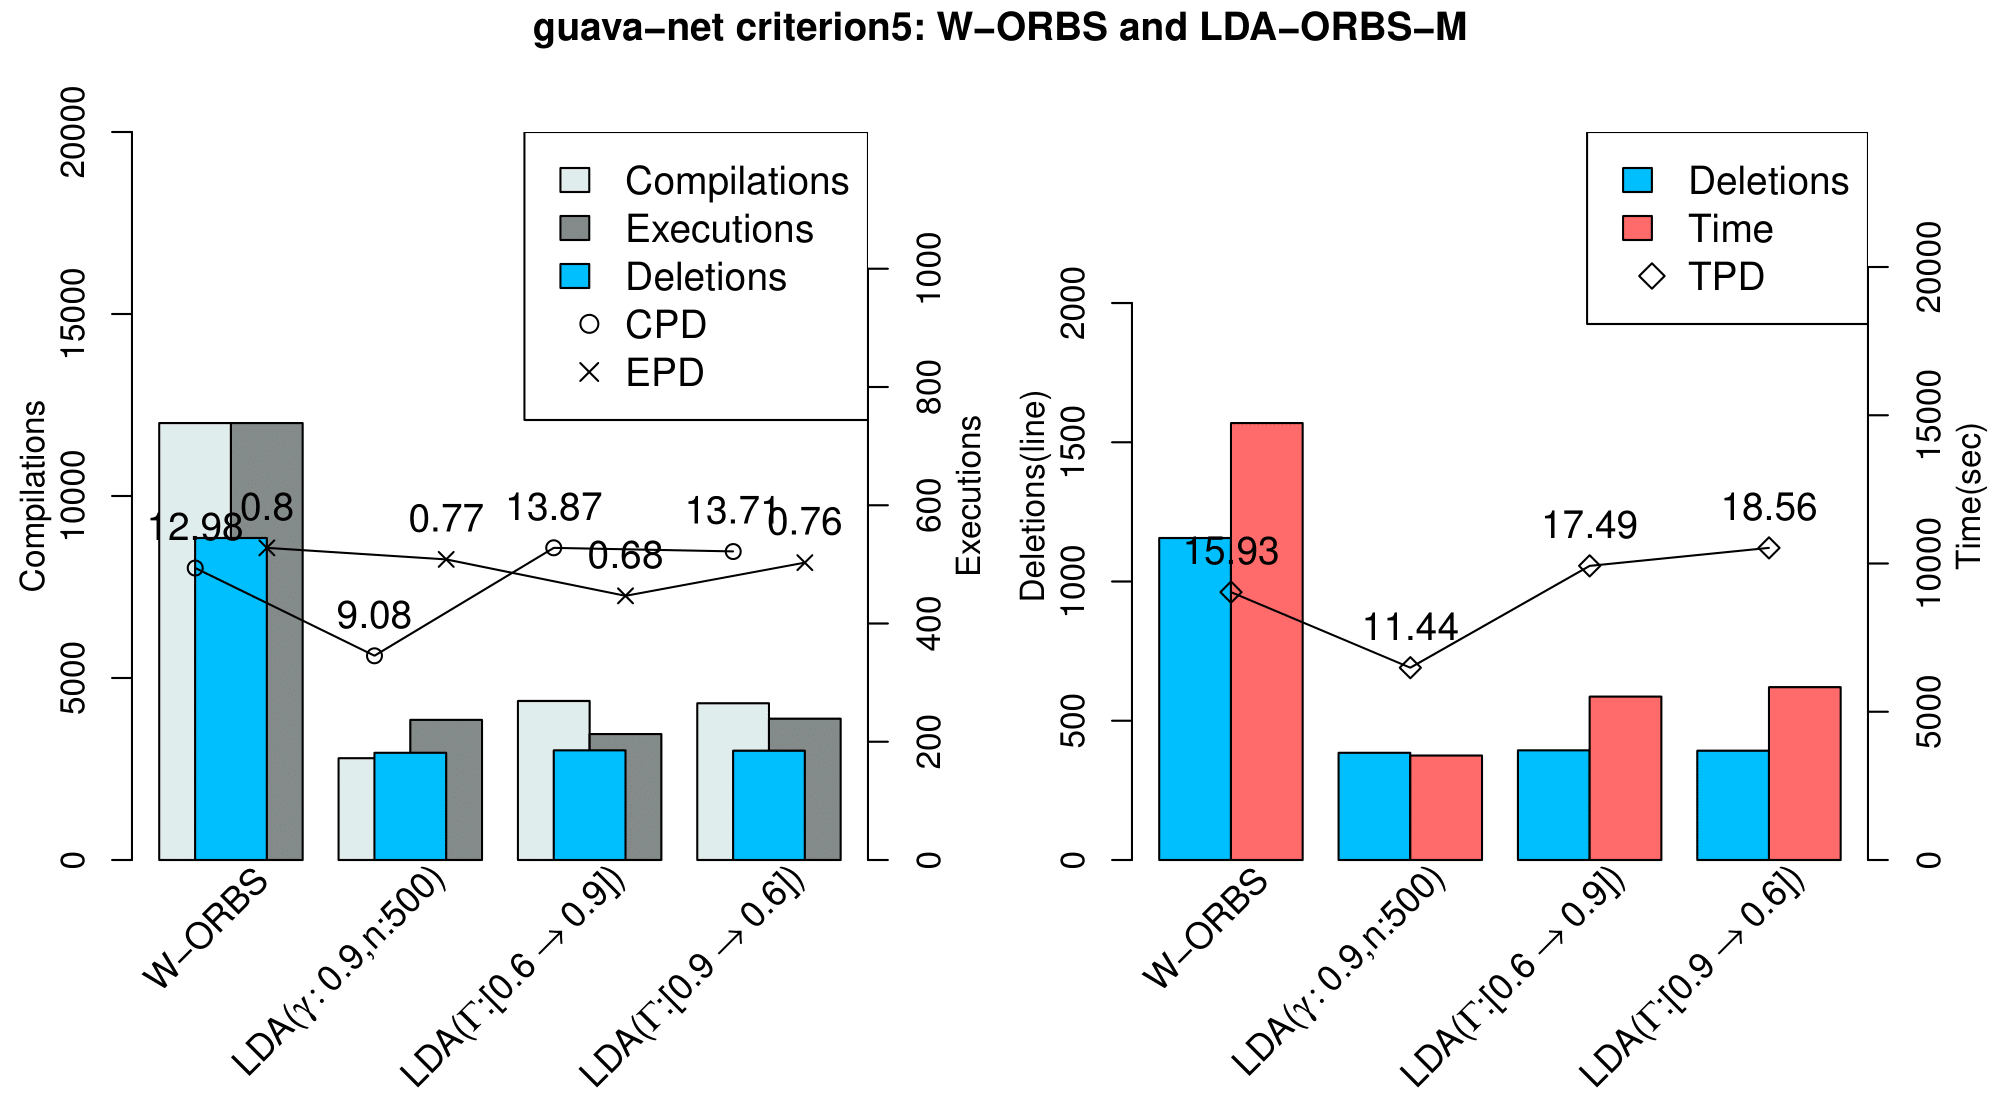 guava−net criterion5: W−ORBS and LDA−ORBS−M
Compilations
0
5000
10000
15000
20000
Compilations
Executions
Deletions
CPD
EPD
12.98
9.08
13.87
13.71
0.8
0.77
0.68
0.76
0
200
400
600
800
1000
Executions
W−ORBS
LDA(γ: 0.9,n:500)
LDA(Γ:[0.6 → 0.9])
LDA(Γ:[0.9 → 0.6])
Deletions(line)
0
500
1000
1500
2000
Deletions
Time
TPD
15.93
11.44
17.49
18.56
0
5000
10000
15000
20000
Time(sec)
W−ORBS
LDA(γ: 0.9,n:500)
LDA(Γ:[0.6 → 0.9])
LDA(Γ:[0.9 → 0.6])